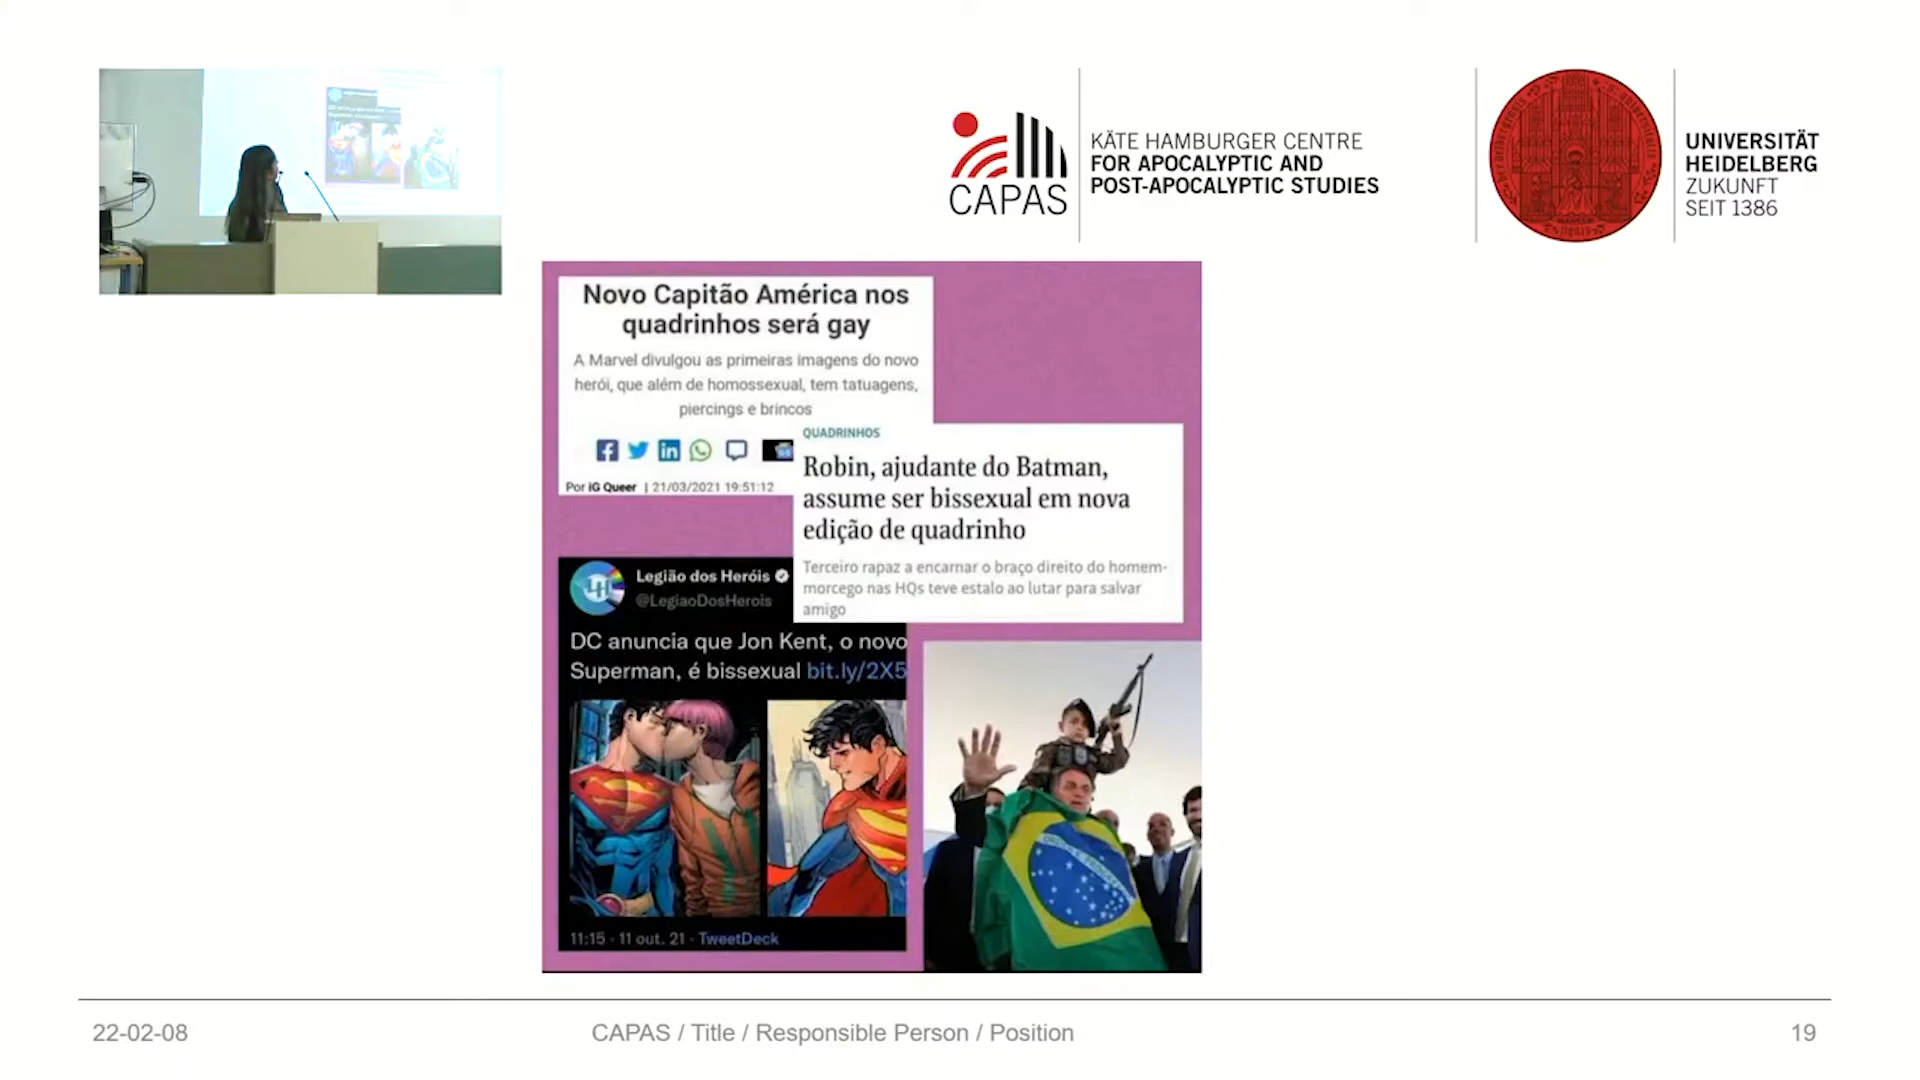 CAPAS
KÄTE HAMBURGER CENTRE
FOR APOCALYPTIC AND
POST-APOCALYPTIC STUDIES
UNIVERSITÄT
HEIDELBERG
ZUKUNFT
SEIT 1386
Novo Capitão América nos
quadrinhos será gay
A Marvel divulgou as primeiras imagens do novo
herói, que além de homossexual, tem tatuagens,
piercings e brincos
Por iG Queer | 21/03/2021 19:51:12
QUADRINHOS
Robin, ajudante do Batman,
assume ser bissexual em nova
edição de quadrinho
Terceiro rapaz a encarnar o braço direito do homem-
morcego nas HQs teve estalo ao lutar para salvar
amigo
Legião dos Heróis
@LegiaoDosHerois
DC anuncia que Jon Kent, o novo
Superman, é bissexual bit.ly/2X5
11:15 · 11 out. 21 · TweetDeck
22-02-08
CAPAS / Title / Responsible Person / Position
19